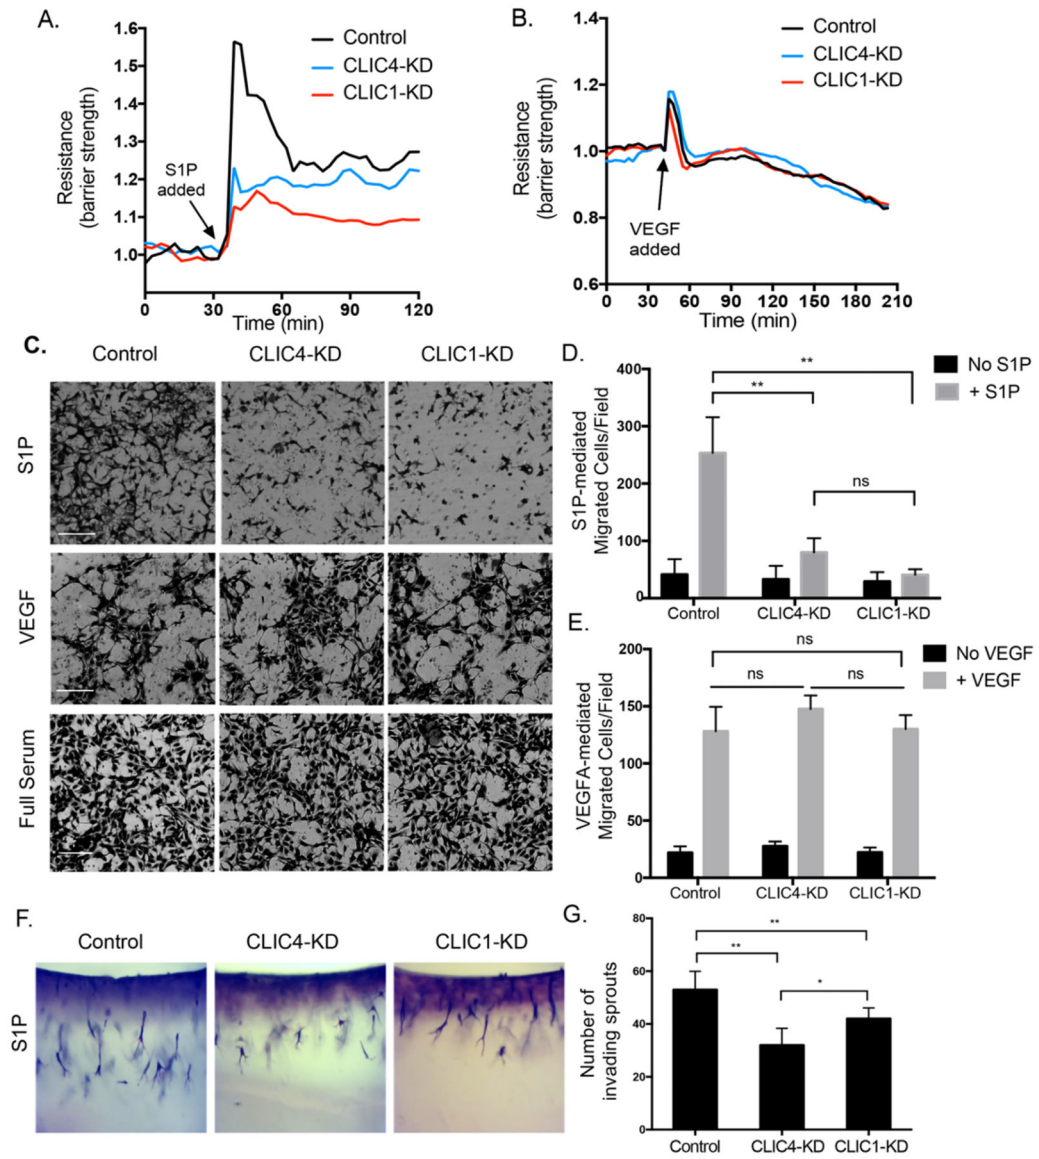 A.
Resistance
(barrier strength)
1.6
1.5
1.4
1.3
1.2
1.1
1.0
S1P
added
Control
CLIC4-KD
CLIC1-KD
0
30
60
90
120
Time (min)
B.
Resistance
(barrier strength)
1.4
1.2
1.0
0.8
0.6
VEGF
added
Control
CLIC4-KD
CLIC1-KD
0
30
60
90
120
150
180
210
Time (min)
C.
Control
CLIC4-KD
CLIC1-KD
S1P
VEGF
Full Serum
D.
S1P-mediated
Migrated Cells/Field
400
300
200
100
0
**
**
ns
No S1P
+ S1P
Control
CLIC4-KD
CLIC1-KD
E.
VEGFA-mediated
Migrated Cells/Field
200
150
100
50
0
ns
ns
ns
No VEGF
+ VEGF
Control
CLIC4-KD
CLIC1-KD
F.
Control
CLIC4-KD
CLIC1-KD
S1P
G.
Number of
invading sprouts
80
60
40
20
0
**
**
*
Control
CLIC4-KD
CLIC1-KD